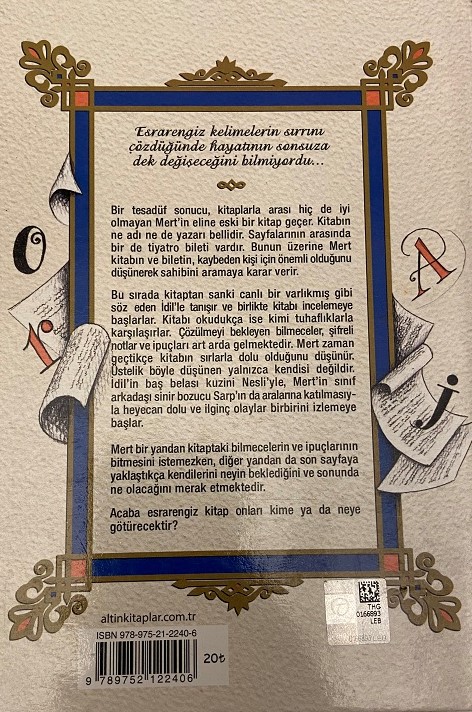 Esrarengiz kelimelerin sırrını
çözdüğünde hayatının sonsuza
dek değişeceğini bilmiyordu...
Bir tesadüf sonucu, kitaplarla arası hiç de iyi
olmayan Mert'in eline eski bir kitap geçer. Kitabın
ne adı ne de yazarı bellidir. Sayfalarının arasında
bir de tiyatro bileti vardır. Bunun üzerine Mert
kitabın ve biletin, kaybeden kişi için önemli olduğunu
düşünerek sahibini aramaya karar verir.
Bu sırada kitaptan sanki canlı bir varlıkmış gibi
söz eden İdil'le tanışır ve birlikte kitabı incelemeye
başlarlar. Kitabı okudukça ise kimi tuhaflıklarla
karşılaşırlar. Çözülmeyi bekleyen bilmeceler, şifreli
notlar ve ipuçları art arda gelmektedir. Mert zaman
geçtikçe kitabın sırlarla dolu olduğunu düşünür.
Üstelik böyle düşünen yalnızca kendisi değildir.
İdil'in baş belası kuzini Nesli'yle, Mert'in sınıf
arkadaşı sinir bozucu Sarp'ın da aralarına katılmasıy-
la heyecan dolu ve ilginç olaylar birbirini izlemeye
başlar.
Mert bir yandan kitaptaki bilmecelerin ve ipuçlarının
bitmesini istemezken, diğer yandan da son sayfaya
yaklaştıkça kendilerini neyin beklediğini ve sonunda
ne olacağını merak etmektedir.
Acaba esrarengiz kitap onları kime ya da neye
götürecektir?
O
r
A
j
altinkitaplar.com.tr
ISBN 978-975-21-2240-6
9 789752 122406
20₺
THG
0166893
LEB